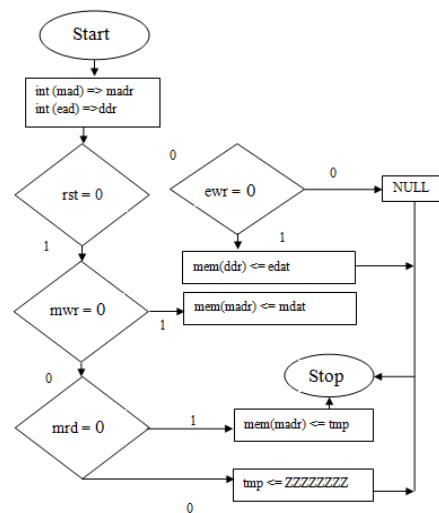 Start
int (mad) => madr
int (ead) =>ddr
0
rst = 0
ewr = 0
0
NULL
1
1
mem(ddr) <= edat
mwr = 0
1
mem(madr) <= mdat
0
Stop
mrd = 0
1
mem(madr) <= tmp
tmp <= ZZZZZZZZ
0